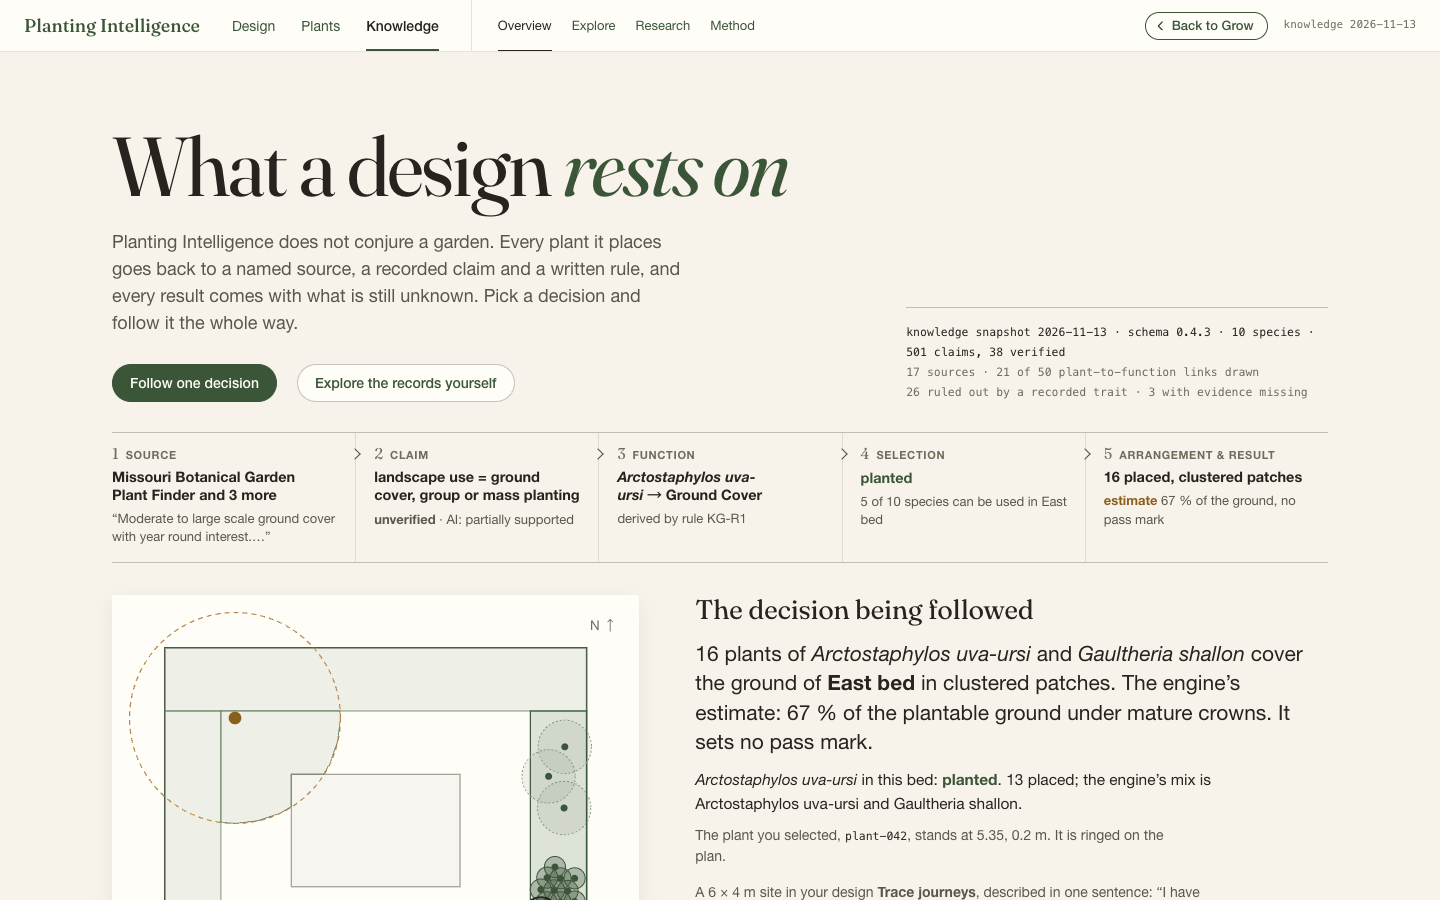 Planting Intelligence
Design
Plants
Knowledge
Overview
Explore
Research
Method
Back to Grow
knowledge 2026-11-13
What a design rests on
Planting Intelligence does not conjure a garden. Every plant it places
goes back to a named source, a recorded claim and a written rule, and
every result comes with what is still unknown. Pick a decision and
follow it the whole way.
Follow one decision
Explore the records yourself
knowledge snapshot 2026-11-13 · schema 0.4.3 · 10 species ·
501 claims, 38 verified
17 sources · 21 of 50 plant-to-function links drawn
26 ruled out by a recorded trait · 3 with evidence missing
1 SOURCE
Missouri Botanical Garden
Plant Finder and 3 more
“Moderate to large scale ground cover
with year round interest.…”
2 CLAIM
landscape use = ground
cover, group or mass planting
unverified · AI: partially supported
3 FUNCTION
Arctostaphylos uva-
ursi → Ground Cover
derived by rule KG-R1
4 SELECTION
planted
5 of 10 species can be used in East
bed
5 ARRANGEMENT & RESULT
16 placed, clustered patches
estimate 67 % of the ground, no
pass mark
N ↑
The decision being followed
16 plants of Arctostaphylos uva-ursi and Gaultheria shallon cover
the ground of East bed in clustered patches. The engine’s
estimate: 67 % of the plantable ground under mature crowns. It
sets no pass mark.
Arctostaphylos uva-ursi in this bed: planted. 13 placed; the engine’s mix is
Arctostaphylos uva-ursi and Gaultheria shallon.
The plant you selected, plant-042, stands at 5.35, 0.2 m. It is ringed on the
plan.
A 6 × 4 m site in your design Trace journeys, described in one sentence: “I have